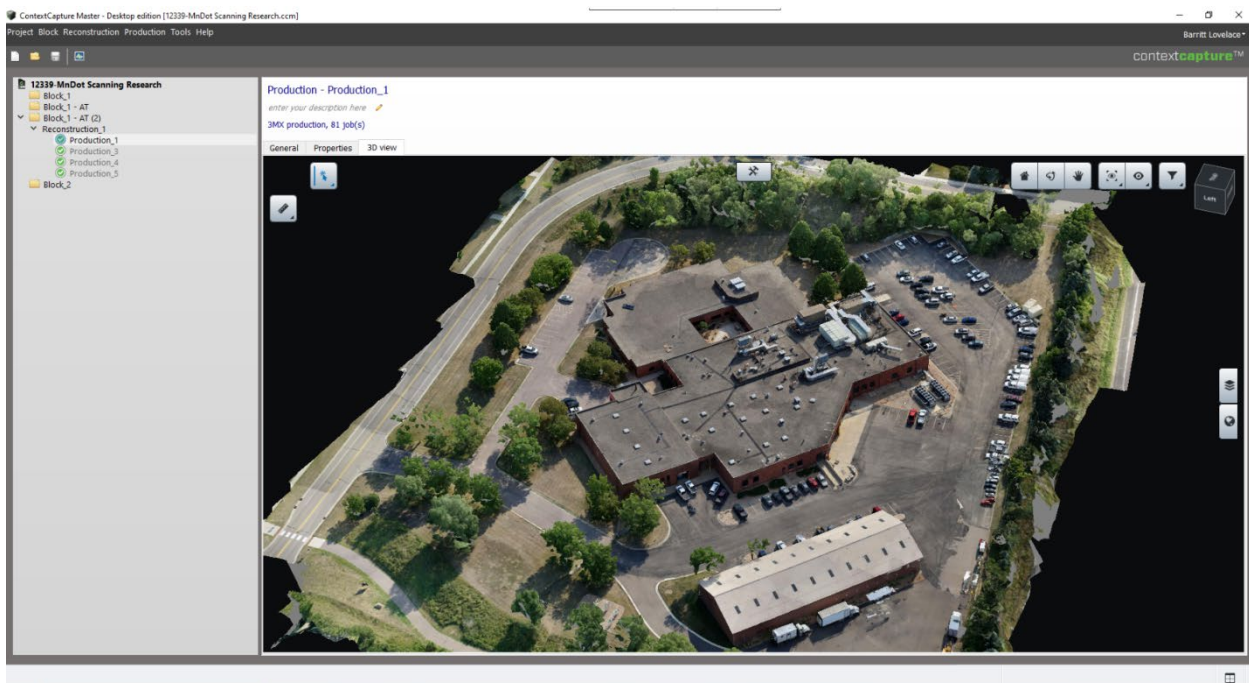 ContextCapture Master - Desktop edition [12339-MnDot Scanning Research.ccm]
Project Block Reconstruction Production Tools Help
Barritt Lovelace
contextcapture™
12339-MnDot Scanning Research
Block_1
Block_1 - AT
Block_1 - AT (2)
Reconstruction_1
Production_1
Production_3
Production_4
Production_5
Block_2
Production - Production_1
enter your description here
3MX production, 81 job(s)
General Properties 3D view
Left